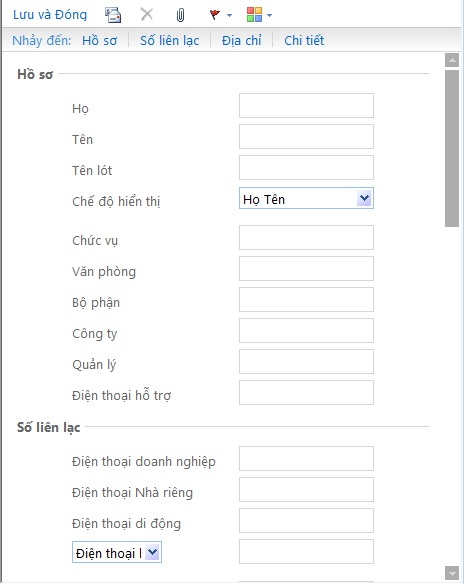 Lưu và Đóng
Nhảy đến: Hồ sơ Số liên lạc Địa chỉ Chi tiết
Hồ sơ
Họ
Tên
Tên lót
Chế độ hiển thị Họ Tên
Chức vụ
Văn phòng
Bộ phận
Công ty
Quản lý
Điện thoại hỗ trợ
Số liên lạc
Điện thoại doanh nghiệp
Điện thoại Nhà riêng
Điện thoại di động
Điện thoại